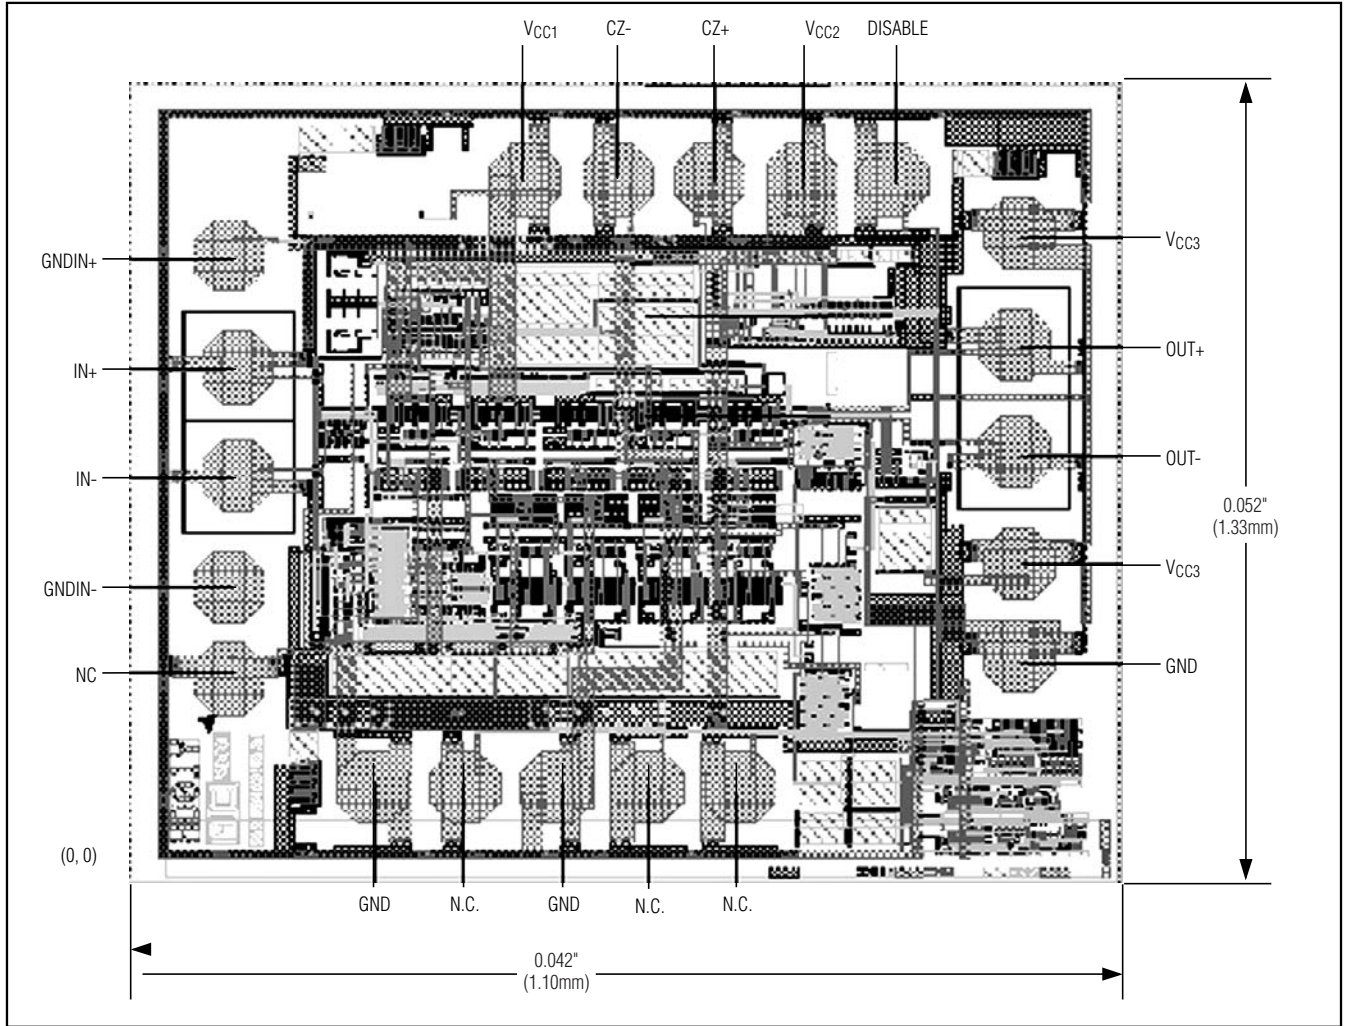 VCC1 CZ- CZ+ VCC2 DISABLE
GNDIN+
VCC3
IN+
OUT+
IN-
OUT-
0.052"
(1.33mm)
GNDIN-
VCC3
NC
GND
(0, 0)
GND N.C. GND N.C. N.C.
0.042"
(1.10mm)